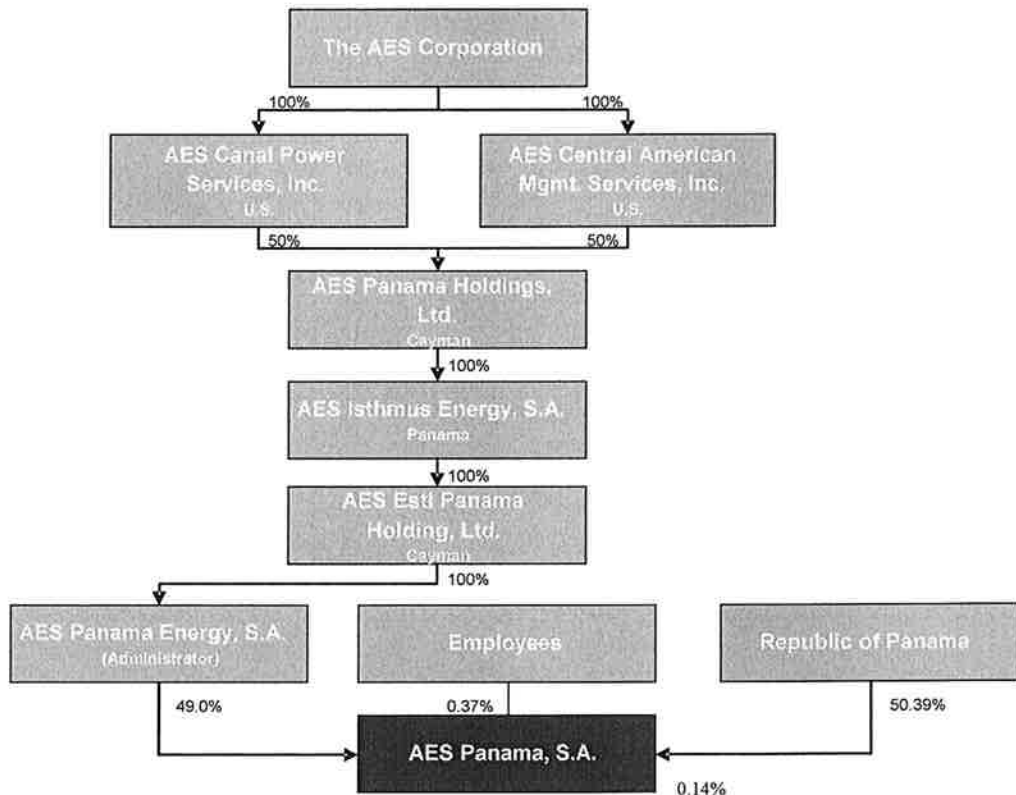 The AES Corporation
100%
100%
AES Canal Power
Services, Inc.
U.S.
AES Central American
Mgmt. Services, Inc.
U.S.
50%
50%
AES Panama Holdings,
Ltd.
Cayman
100%
AES Isthmus Energy, S.A.
Panama
100%
AES Esti Panama
Holding, Ltd.
Cayman
100%
AES Panama Energy, S.A.
(Administrator)
Employees
Republic of Panama
49.0%
0.37%
50.39%
AES Panama, S.A.
0.14%